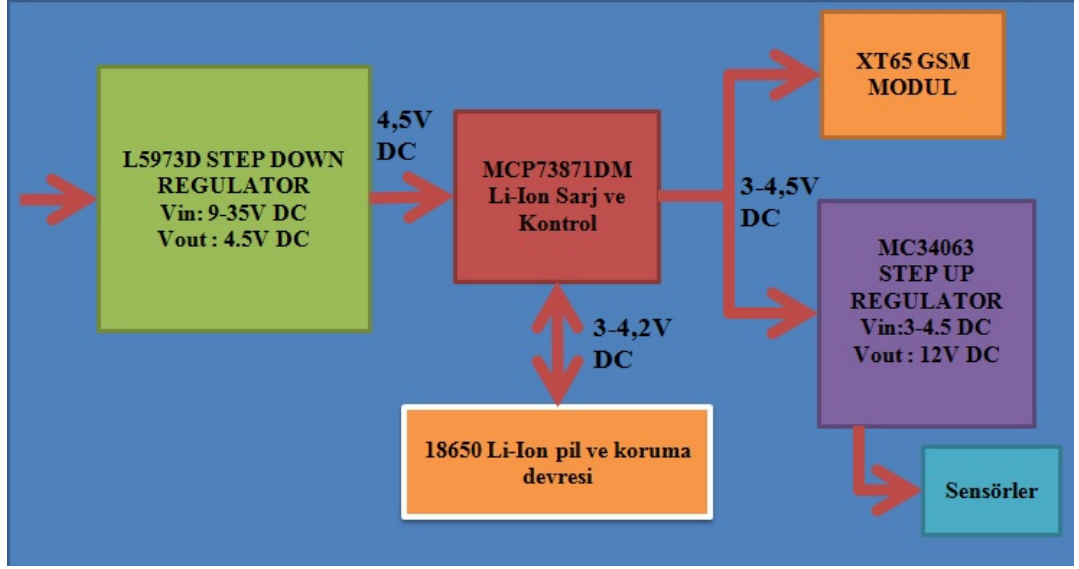 L5973D STEP DOWN
REGULATOR
Vin: 9-35V DC
Vout : 4.5V DC
4,5V
DC
MCP73871DM
Li-Ion Sarj ve
Kontrol
3-4,2V
DC
18650 Li-Ion pil ve koruma
devresi
3-4,5V
DC
XT65 GSM
MODUL
MC34063
STEP UP
REGULATOR
Vin:3-4.5 DC
Vout : 12V DC
Sensörler